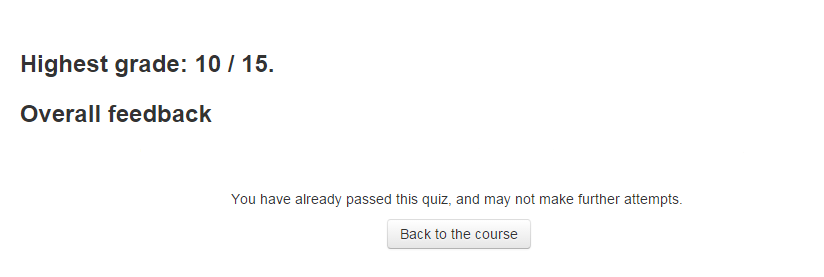 Highest grade: 10 / 15.
Overall feedback
You have already passed this quiz, and may not make further attempts.
Back to the course